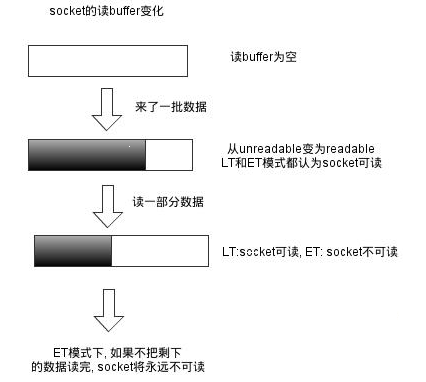 socket的读buffer变化
读buffer为空
来了一批数据
从unreadable变为readable
LT和ET模式都认为socket可读
读一部分数据
LT:socket可读, ET: socket不可读
ET模式下, 如果不把剩下
的数据读完, socket将永远不可读